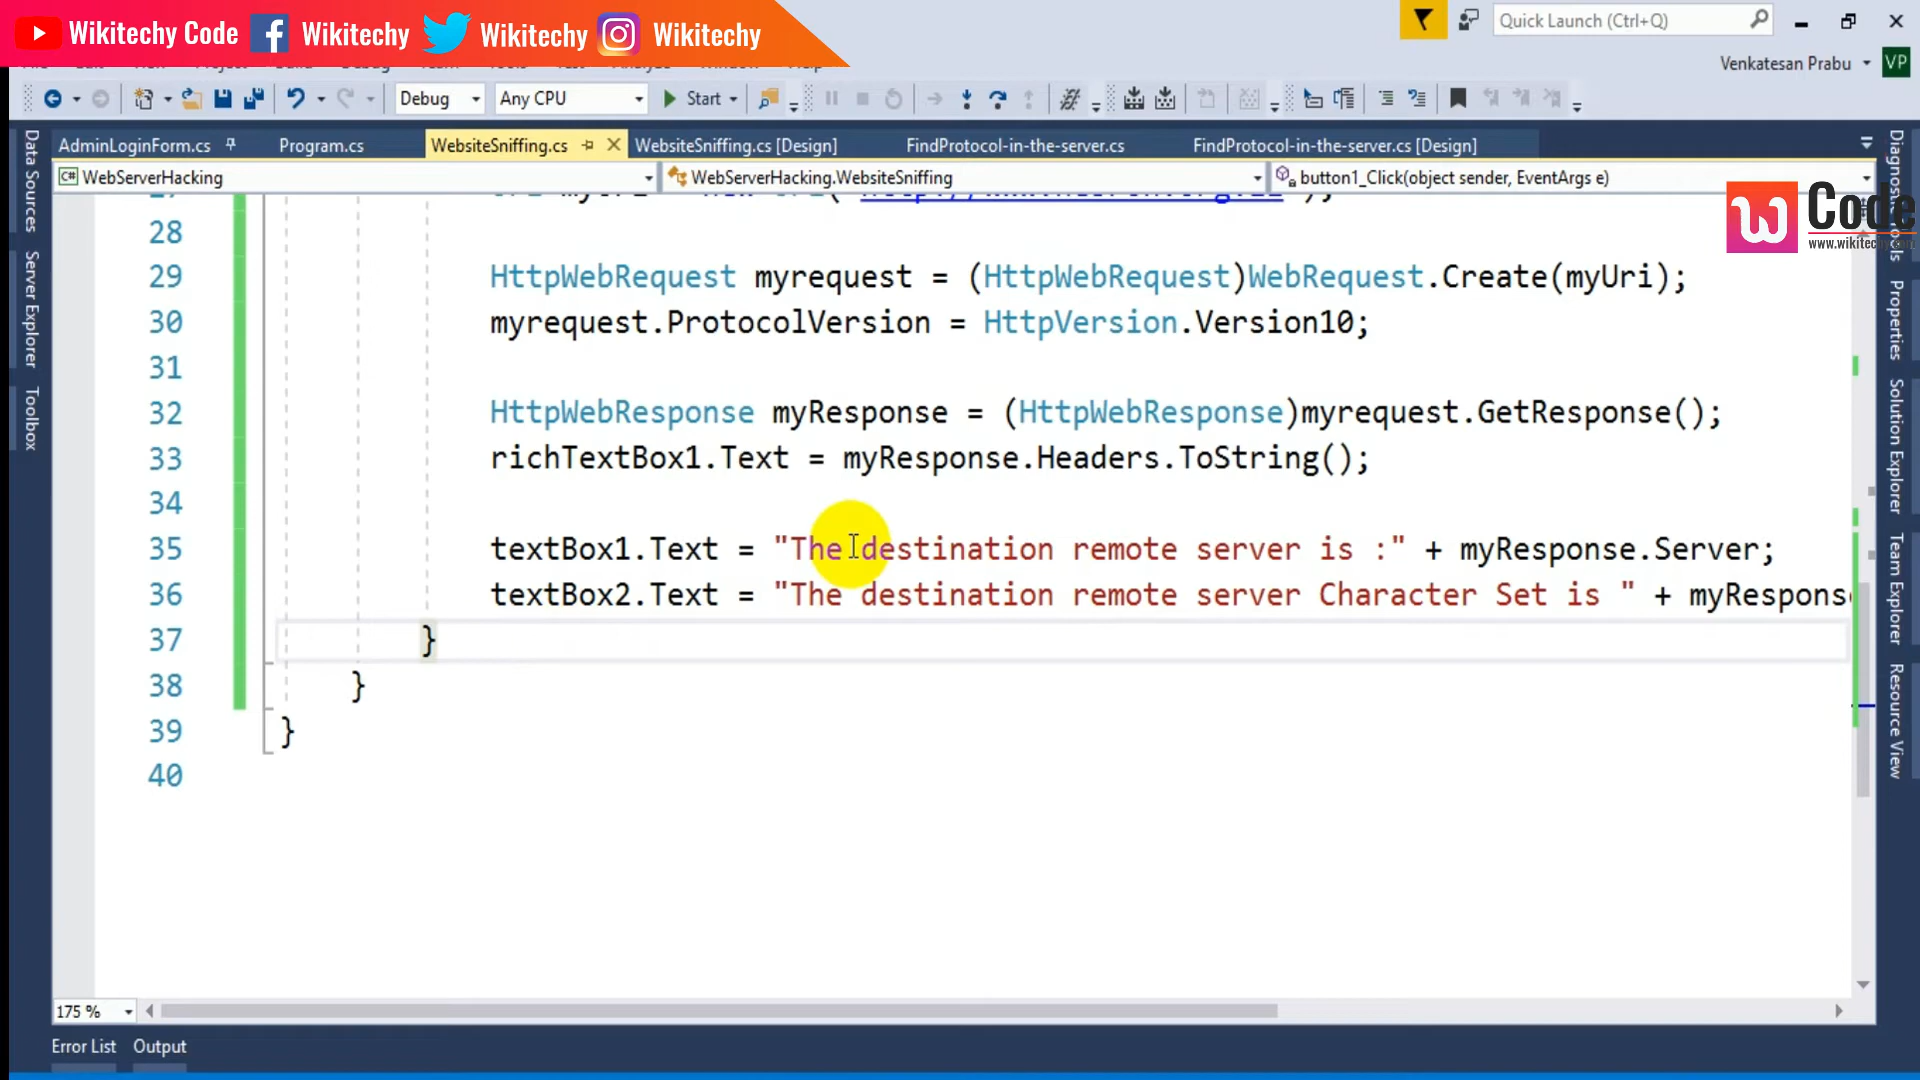 Wikitechy Code Wikitechy Wikitechy Wikitechy
Quick Launch (Ctrl+Q)
Venkatesan Prabu VP
Debug Any CPU Start
AdminLoginForm.cs Program.cs WebsiteSniffing.cs WebsiteSniffing.cs [Design] FindProtocol-in-the-server.cs FindProtocol-in-the-server.cs [Design]
C# WebServerHacking WebServerHacking.WebsiteSniffing button1_Click(object sender, EventArgs e)
W Code
www.wikitechy.com
28
29 HttpWebRequest myrequest = (HttpWebRequest)WebRequest.Create(myUri);
30 myrequest.ProtocolVersion = HttpVersion.Version10;
31
32 HttpWebResponse myResponse = (HttpWebResponse)myrequest.GetResponse();
33 richTextBox1.Text = myResponse.Headers.ToString();
34
35 textBox1.Text = "The destination remote server is :" + myResponse.Server;
36 textBox2.Text = "The destination remote server Character Set is " + myResponse
37 }
38 }
39 }
40
175 %
Error List Output
Data Sources
Server Explorer
Toolbox
Properties
Solution Explorer
Team Explorer
Resource View